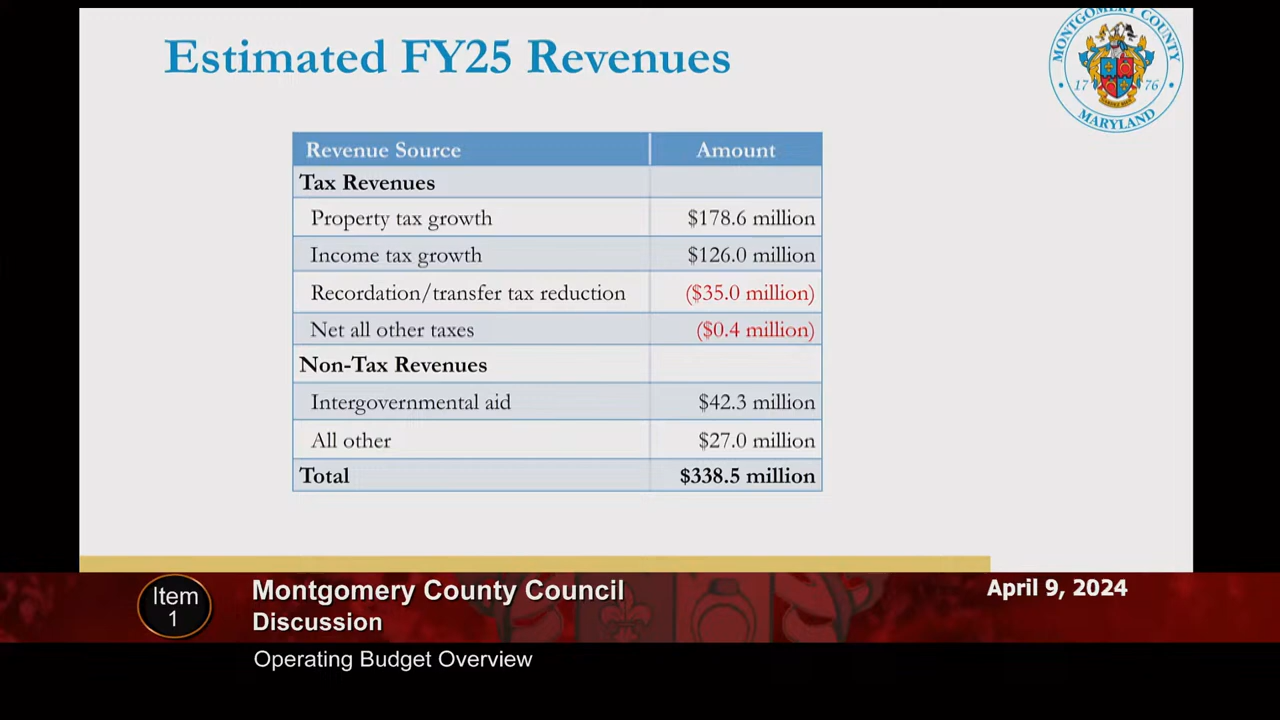 Estimated FY25 Revenues
MONTGOMERY COUNTY
17 76
MARYLAND
Revenue Source Amount
Tax Revenues
Property tax growth $178.6 million
Income tax growth $126.0 million
Recordation/transfer tax reduction ($35.0 million)
Net all other taxes ($0.4 million)
Non-Tax Revenues
Intergovernmental aid $42.3 million
All other $27.0 million
Total $338.5 million
Item
1
Montgomery County Council
Discussion
April 9, 2024
Operating Budget Overview